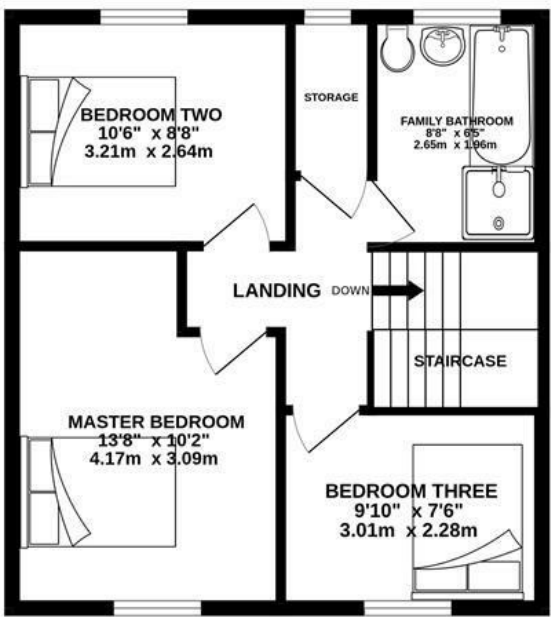 BEDROOM TWO
10'6" x 8'8"
3.21m x 2.64m
STORAGE
FAMILY BATHROOM
8'8" x 6'5"
2.65m x 1.96m
LANDING
DOWN
STAIRCASE
MASTER BEDROOM
13'8" x 10'2"
4.17m x 3.09m
BEDROOM THREE
9'10" x 7'6"
3.01m x 2.28m